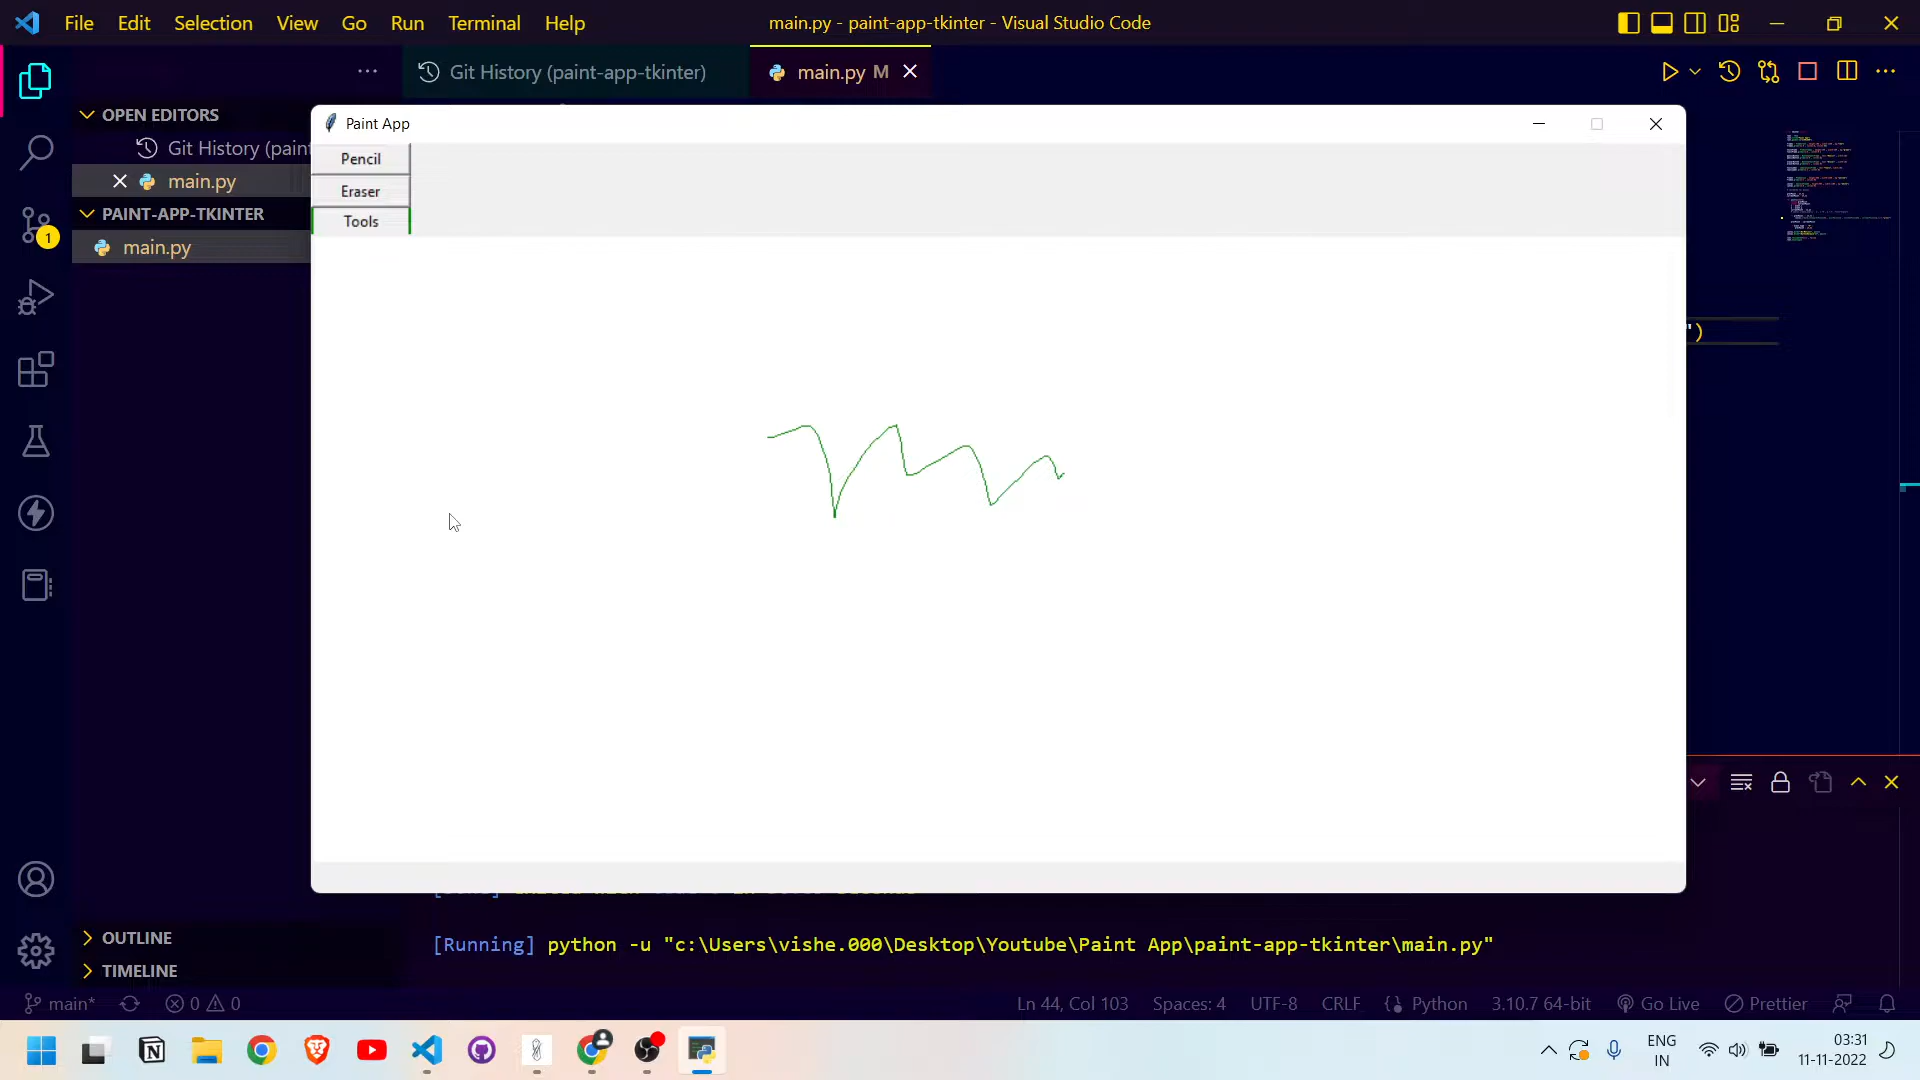 File Edit Selection View Go Run Terminal Help
main.py - paint-app-tkinter - Visual Studio Code
Git History (paint-app-tkinter)
main.py M
OPEN EDITORS
Git History (paint
main.py
PAINT-APP-TKINTER
main.py
Paint App
Pencil
Eraser
Tools
")
1
[Running] python -u "c:\Users\vishe.000\Desktop\Youtube\Paint App\paint-app-tkinter\main.py"
OUTLINE
TIMELINE
main* 0 0
Ln 44, Col 103 Spaces: 4 UTF-8 CRLF Python 3.10.7 64-bit Go Live Prettier
ENG
IN
03:31
11-11-2022